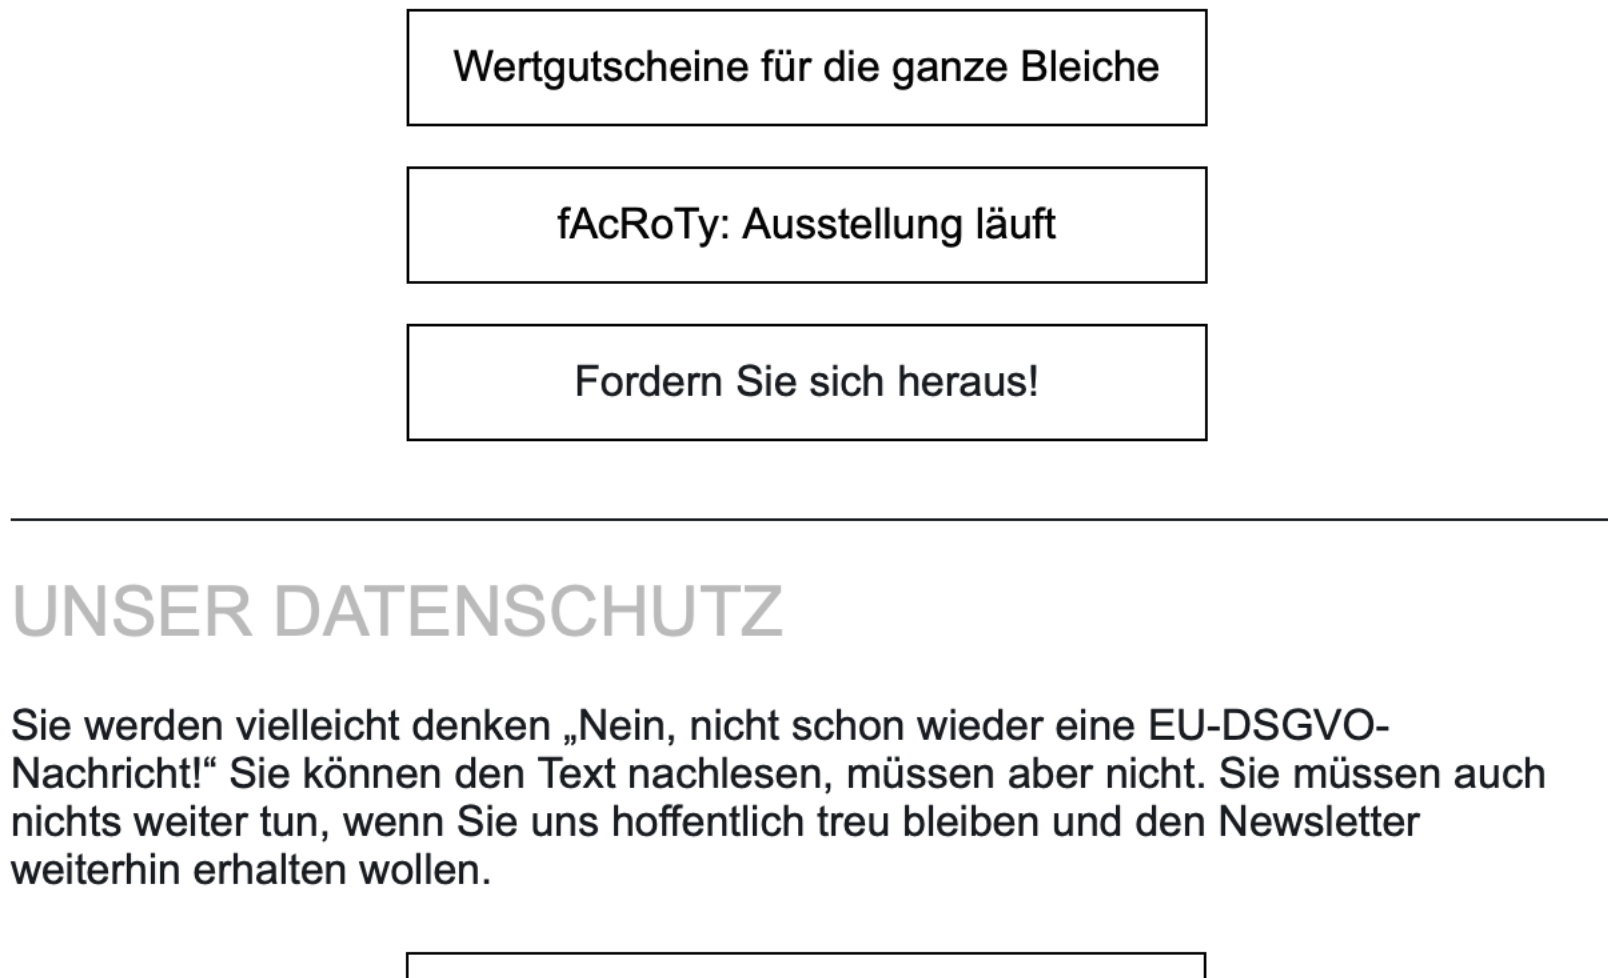 Wertgutscheine für die ganze Bleiche
fAcRoTy: Ausstellung läuft
Fordern Sie sich heraus!
UNSER DATENSCHUTZ
Sie werden vielleicht denken „Nein, nicht schon wieder eine EU-DSGVO-
Nachricht!“ Sie können den Text nachlesen, müssen aber nicht. Sie müssen auch
nichts weiter tun, wenn Sie uns hoffentlich treu bleiben und den Newsletter
weiterhin erhalten wollen.